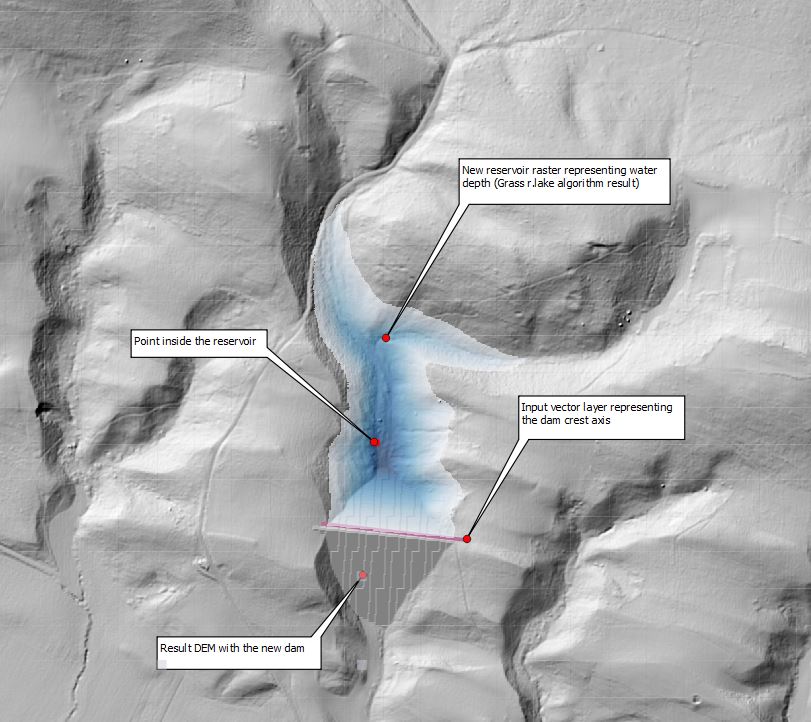 New reservoir raster representing water
depth (Grass r.lake algorithm result)
Point inside the reservoir
Input vector layer representing
the dam crest axis
Result DEM with the new dam